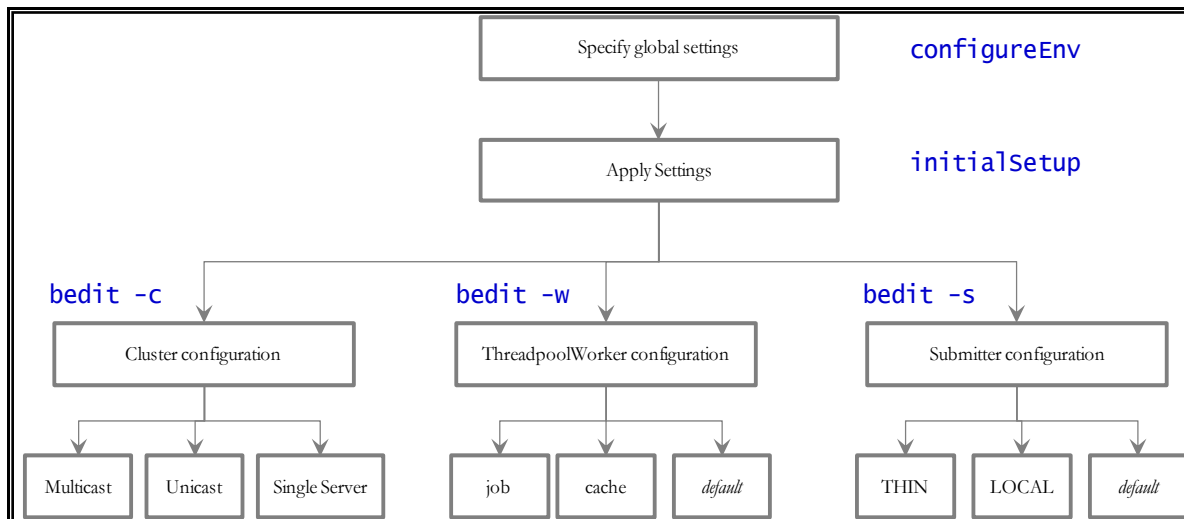 Specify global settings
configureEnv
Apply Settings
initialSetup
bedit -c
bedit -w
bedit -s
Cluster configuration
ThreadpoolWorker configuration
Submitter configuration
Multicast
Unicast
Single Server
job
cache
default
THIN
LOCAL
default